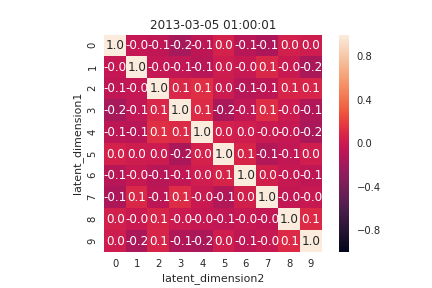 2013-03-05 01:00:01
latent_dimension1
0 1.0 -0.0 -0.1 -0.2 -0.1 0.0 -0.1 -0.1 0.0 0.0
1 -0.0 1.0 -0.0 -0.1 -0.1 0.0 -0.0 0.1 -0.0 -0.2
2 -0.1 -0.0 1.0 0.1 0.1 0.0 -0.1 -0.1 0.1 0.1
3 -0.2 -0.1 0.1 1.0 0.1 -0.2 -0.1 0.1 -0.0 -0.1
4 -0.1 -0.1 0.1 0.1 1.0 0.0 0.0 -0.0 -0.0 -0.2
5 0.0 0.0 0.0 -0.2 0.0 1.0 0.1 -0.1 -0.1 0.0
6 -0.1 -0.0 -0.1 -0.1 0.0 0.1 1.0 -0.0 -0.0 -0.1
7 -0.1 0.1 -0.1 0.1 -0.0 -0.1 -0.0 1.0 -0.0 -0.0
8 0.0 -0.0 0.1 -0.0 -0.0 -0.1 -0.0 -0.0 1.0 0.1
9 0.0 -0.2 0.1 -0.1 -0.2 0.0 -0.1 -0.0 0.1 1.0
0 1 2 3 4 5 6 7 8 9
latent_dimension2
0.8
0.4
0.0
−0.4
−0.8